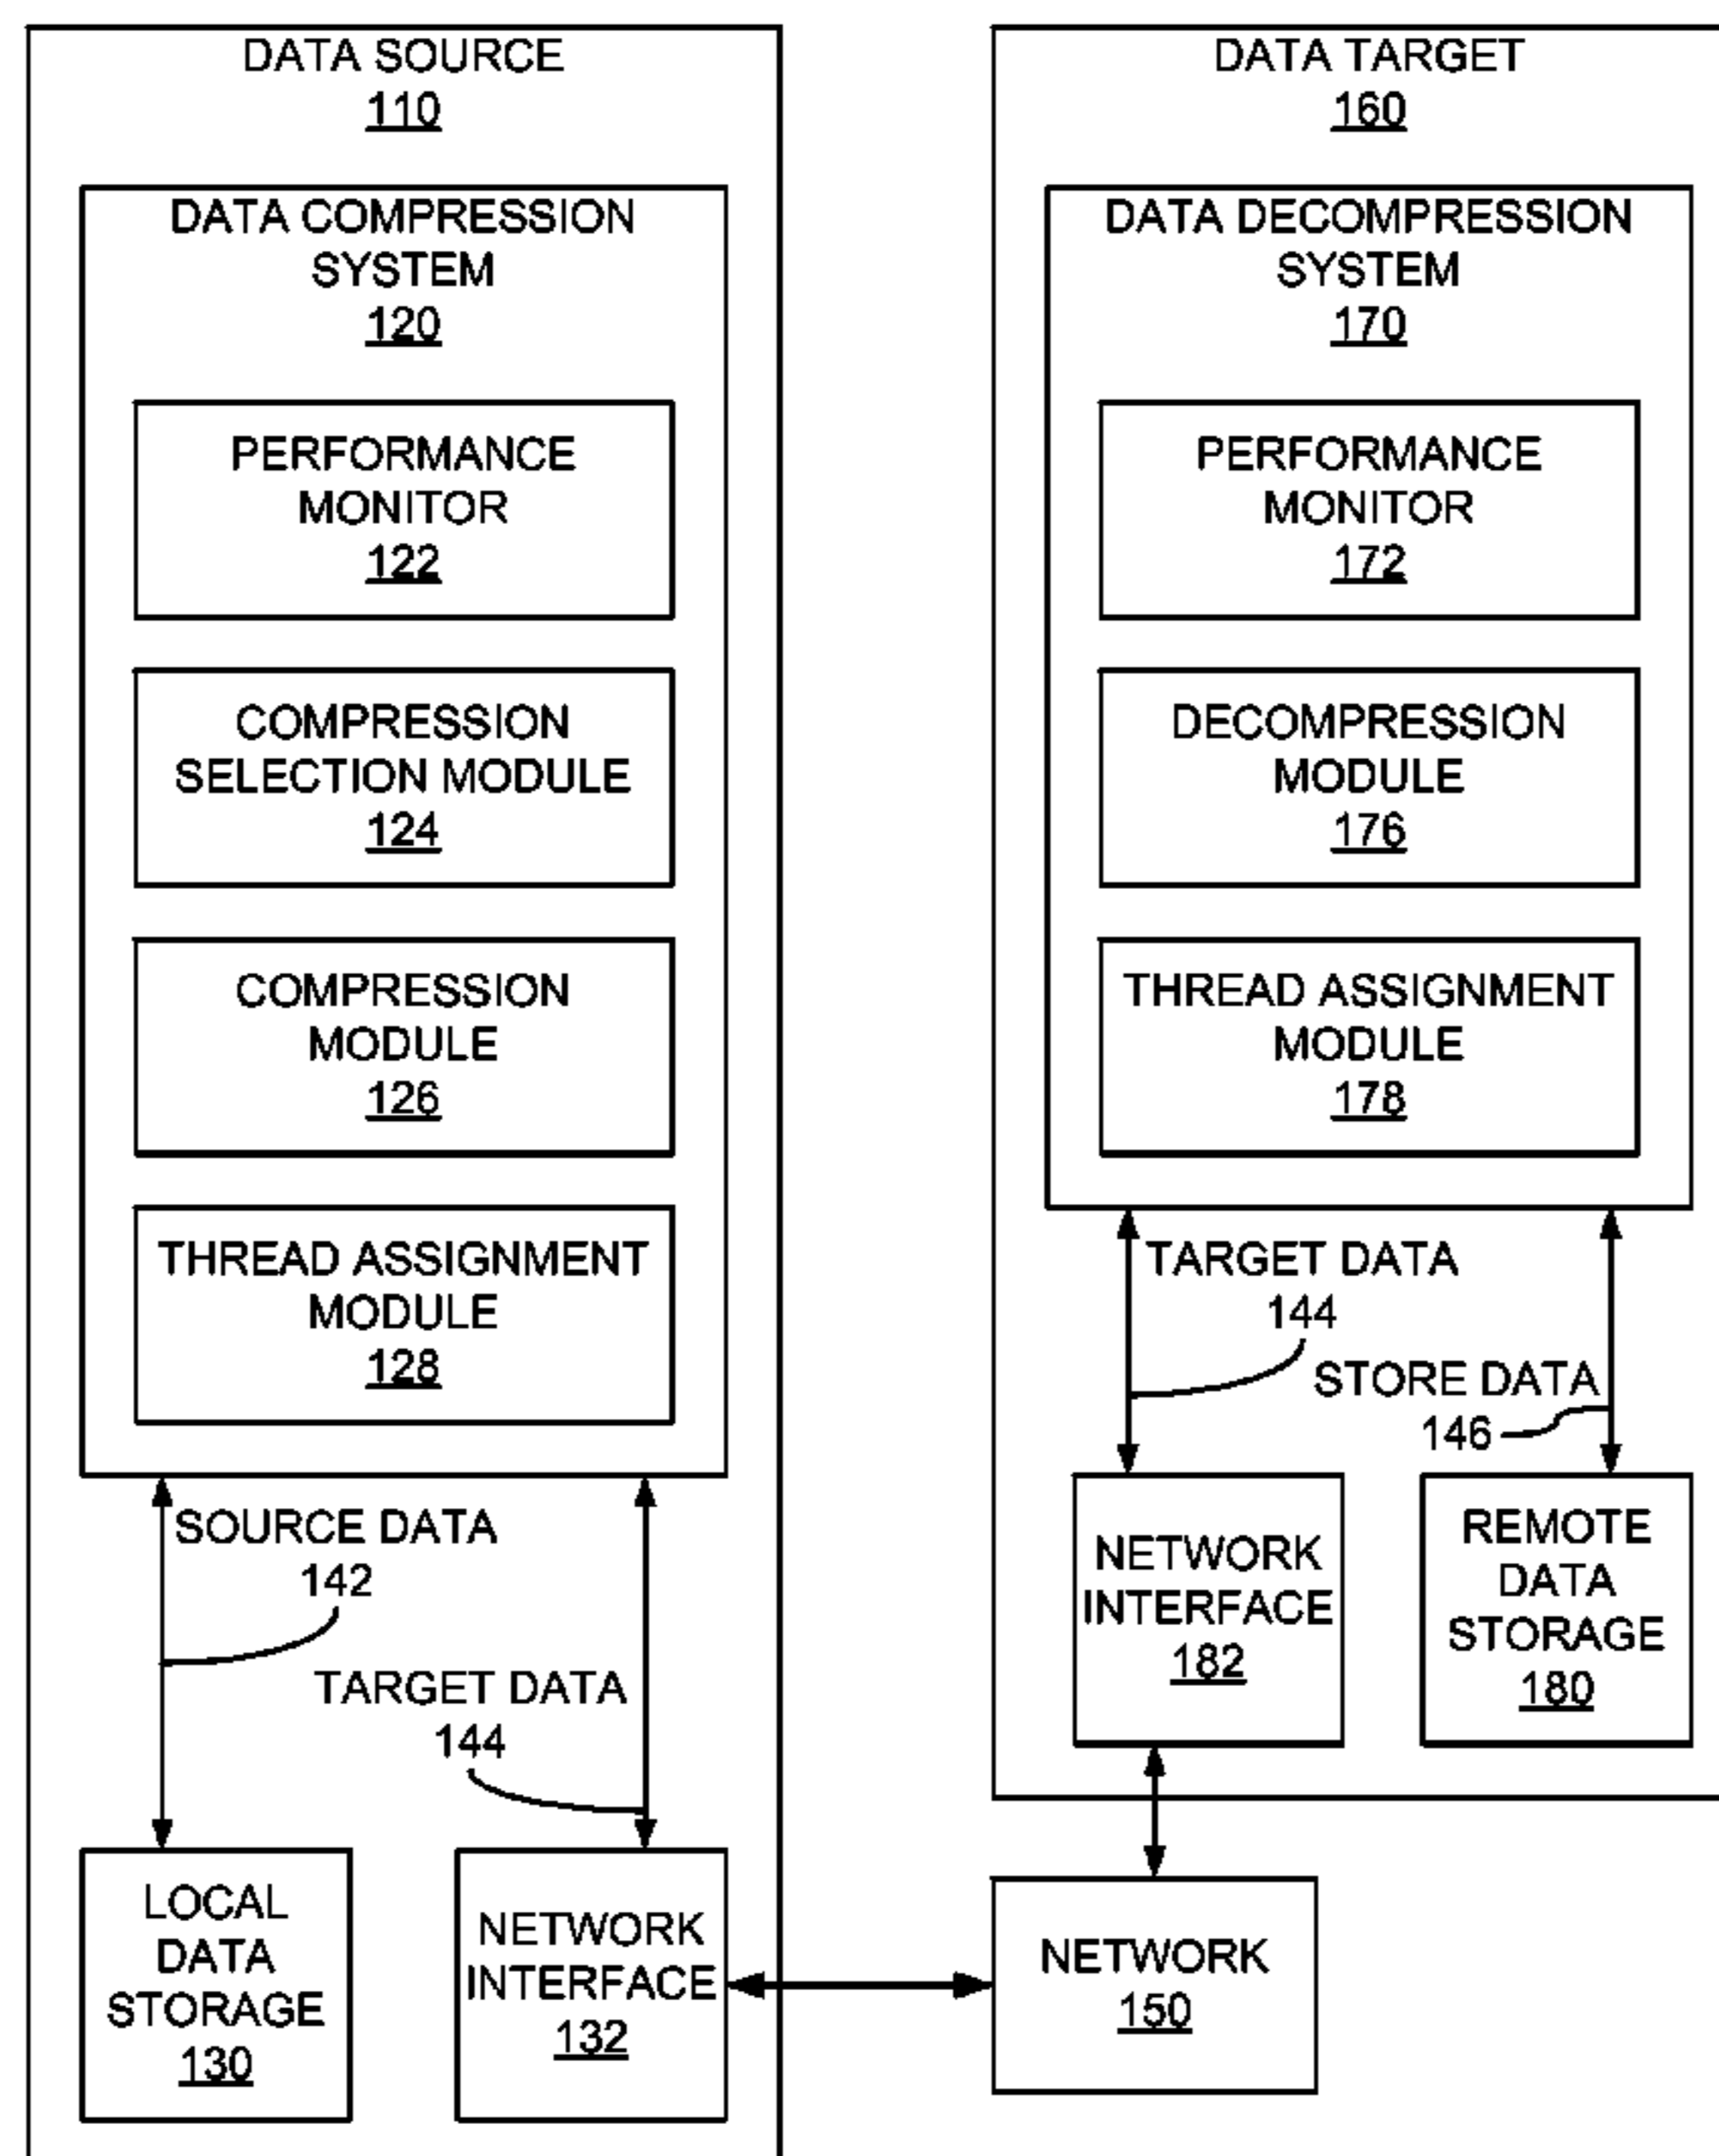 DATA SOURCE
110
DATA COMPRESSION
SYSTEM
120
PERFORMANCE
MONITOR
122
COMPRESSION
SELECTION MODULE
124
COMPRESSION
MODULE
126
THREAD ASSIGNMENT
MODULE
128
SOURCE DATA
142
TARGET DATA
144
LOCAL
DATA
STORAGE
130
NETWORK
INTERFACE
132
DATA TARGET
160
DATA DECOMPRESSION
SYSTEM
170
PERFORMANCE
MONITOR
172
DECOMPRESSION
MODULE
176
THREAD ASSIGNMENT
MODULE
178
TARGET DATA
144
STORE DATA
146
NETWORK
INTERFACE
182
REMOTE
DATA
STORAGE
180
NETWORK
150